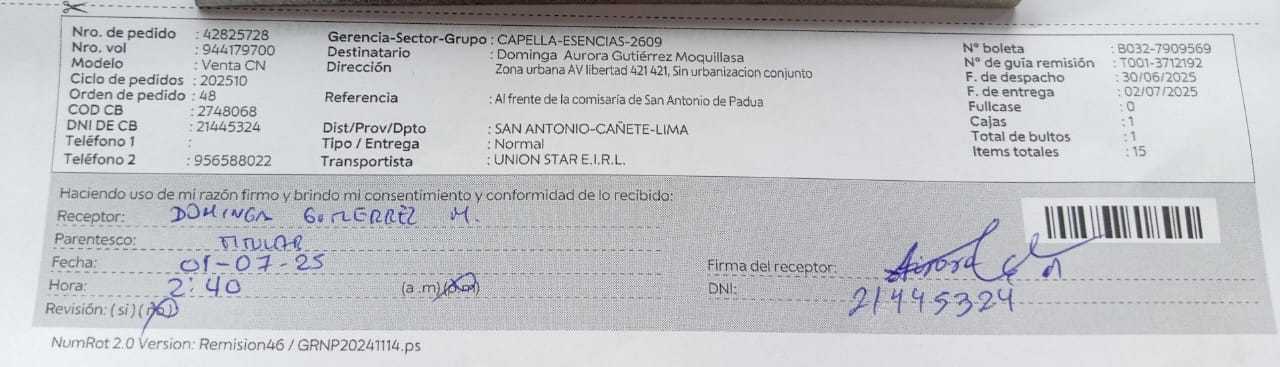 Nro. de pedido : 42825728
Nro. vol : 944179700
Modelo : Venta CN
Ciclo de pedidos : 202510
Orden de pedido : 48
COD CB : 2748068
DNI DE CB : 21445324
Teléfono 1 :
Teléfono 2 : 956588022
Gerencia-Sector-Grupo : CAPELLA-ESENCIAS-2609
Destinatario : Dominga Aurora Gutiérrez Moquillasa
Dirección Zona urbana AV libertad 421 421, Sin urbanizacion conjunto
Referencia : Al frente de la comisaría de San Antonio de Padua
Dist/Prov/Dpto : SAN ANTONIO-CAÑETE-LIMA
Tipo / Entrega : Normal
Transportista : UNION STAR E.I.R.L.
N° boleta : B032-7909569
N° de guía remisión : T001-3712192
F. de despacho : 30/06/2025
F. de entrega : 02/07/2025
Fullcase : 0
Cajas : 1
Total de bultos : 1
Items totales : 15
Haciendo uso de mi razón firmo y brindo mi consentimiento y conformidad de lo recibido:
Receptor: DOMINGA GUTIERREZ M.
Parentesco: TITULAR
Fecha: 01-07-25
Hora: 2:40 (a .m) (p.m)
Revisión: ( si ) ( no )
Firma del receptor:
DNI: 21445324
NumRot 2.0 Version: Remision46 / GRNP20241114.ps